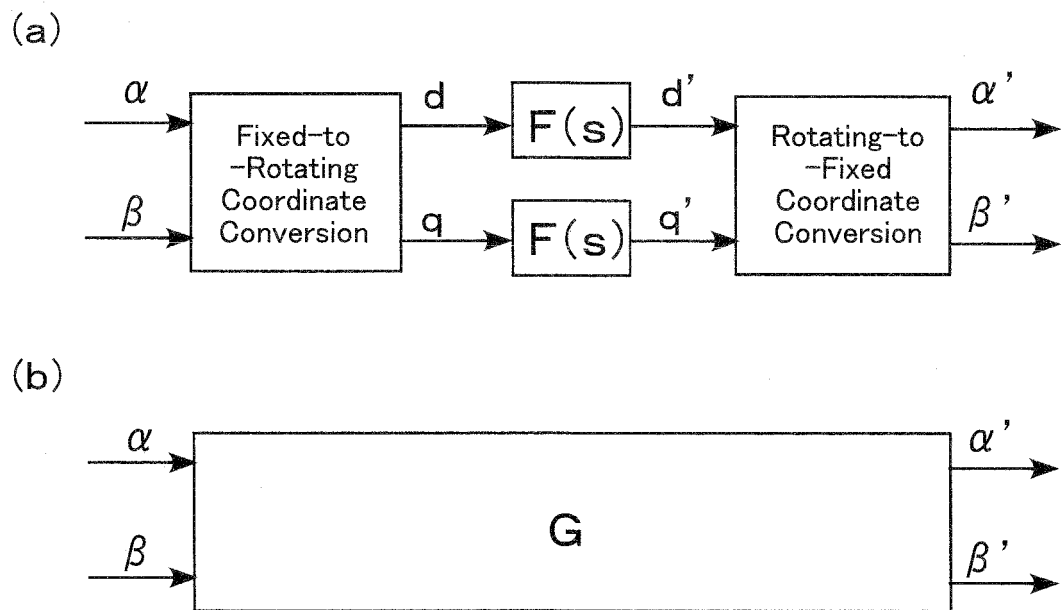 (a)
α d F(s) d' α'
Fixed-to
-Rotating
Coordinate
Conversion
Rotating-to
-Fixed
Coordinate
Conversion
β q F(s) q' β'
(b)
α α'
G
β β'